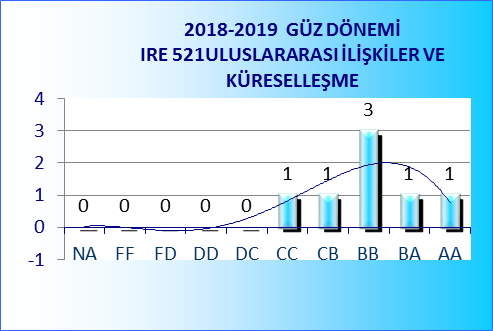 2018-2019 GÜZ DÖNEMİ
IRE 521ULUSLARARASI İLİŞKİLER VE
KÜRESELLEŞME
4
3
2
1
0
-1
0 0 0 0 0 1 1 3 1 1
NA FF FD DD DC CC CB BB BA AA